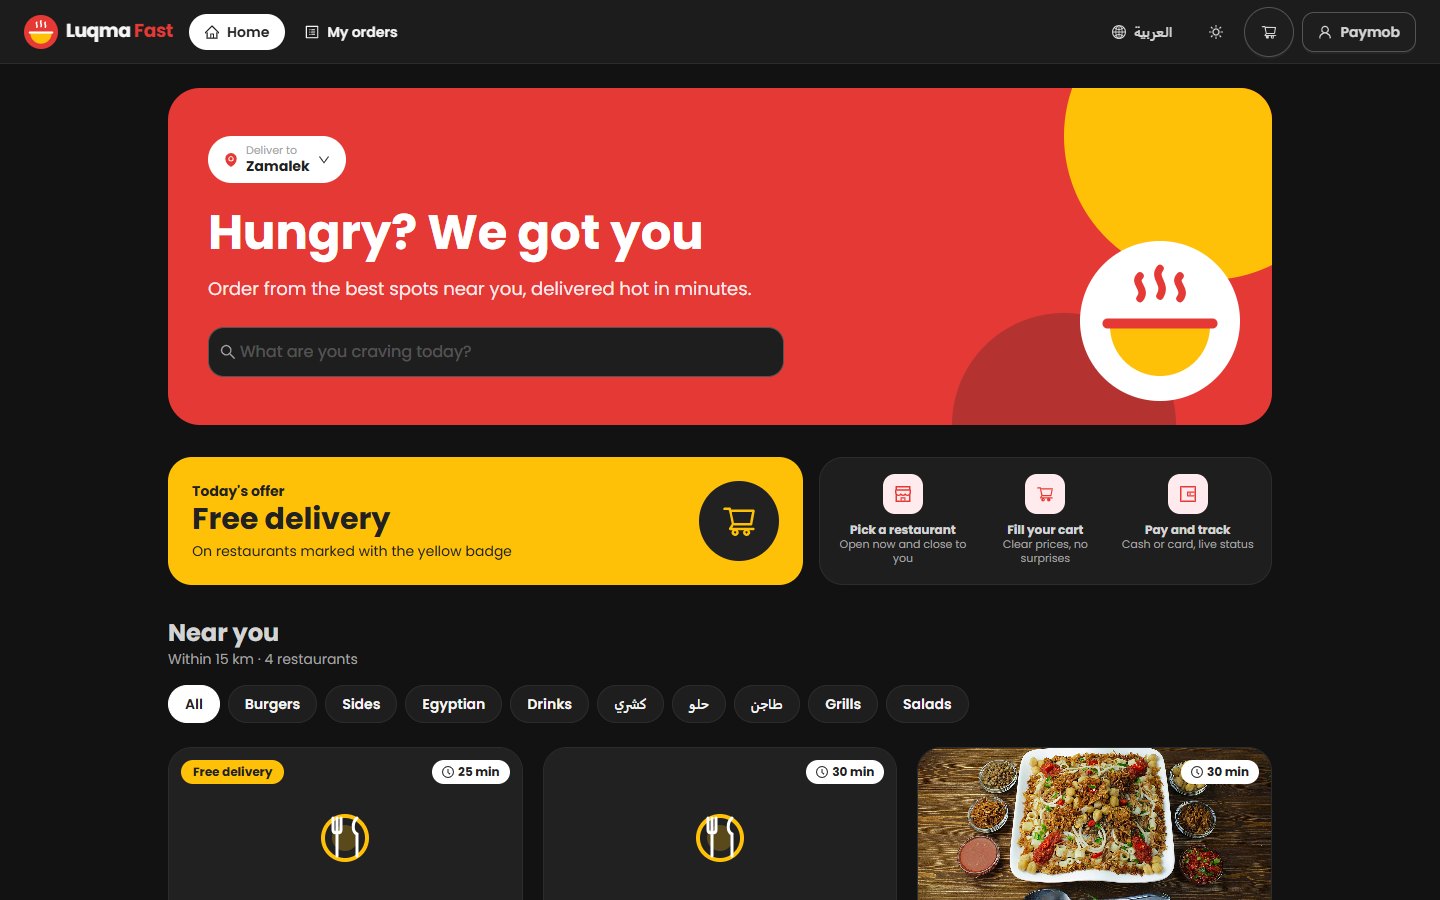 Luqma Fast
Home
My orders
العربية
Paymob
Deliver to
Zamalek
Hungry? We got you
Order from the best spots near you, delivered hot in minutes.
What are you craving today?
Today's offer
Free delivery
On restaurants marked with the yellow badge
Pick a restaurant
Open now and close to
you
Fill your cart
Clear prices, no
surprises
Pay and track
Cash or card, live status
Near you
Within 15 km · 4 restaurants
All
Burgers
Sides
Egyptian
Drinks
كشري
حلو
طاجن
Grills
Salads
Free delivery
25 min
30 min
30 min